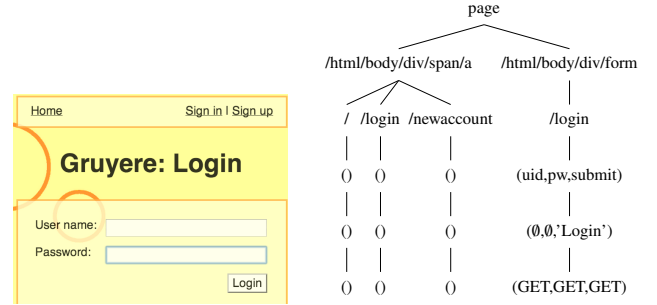 Home Sign in | Sign up
Gruyere: Login
User name:
Password:
Login
page
/html/body/div/span/a /html/body/div/form
/ /login /newaccount /login
() () () (uid,pw,submit)
() () () (∅,∅,'Login')
() () () (GET,GET,GET)